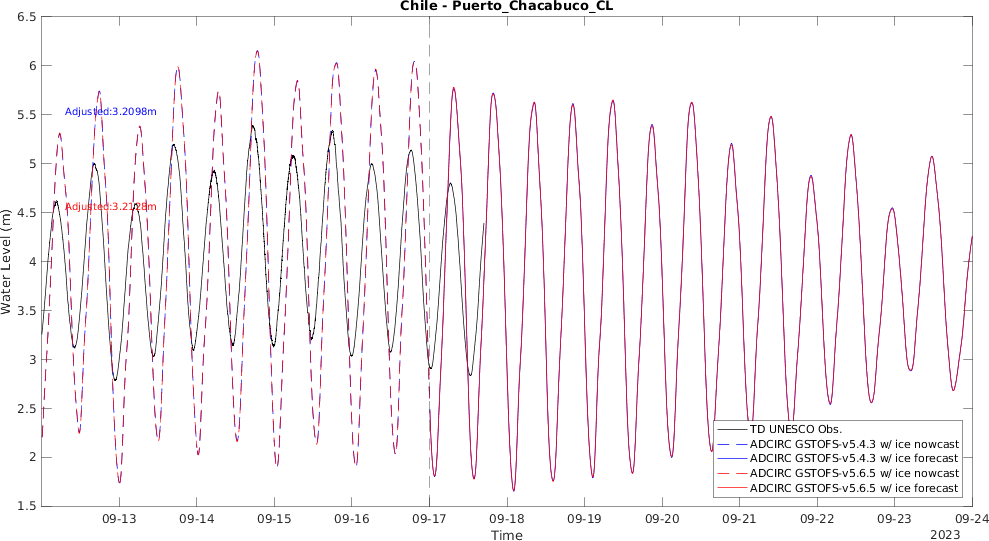 Chile - Puerto_Chacabuco_CL
6.5
6
5.5
5
4.5
4
3.5
3
2.5
2
1.5
Water Level (m)
Adjusted:3.2098m
Adjusted:3.2128m
TD UNESCO Obs.
ADCIRC GSTOFS-v5.4.3 w/ ice nowcast
ADCIRC GSTOFS-v5.4.3 w/ ice forecast
ADCIRC GSTOFS-v5.6.5 w/ ice nowcast
ADCIRC GSTOFS-v5.6.5 w/ ice forecast
09-13 09-14 09-15 09-16 09-17 09-18 09-19 09-20 09-21 09-22 09-23 09-24
Time
2023